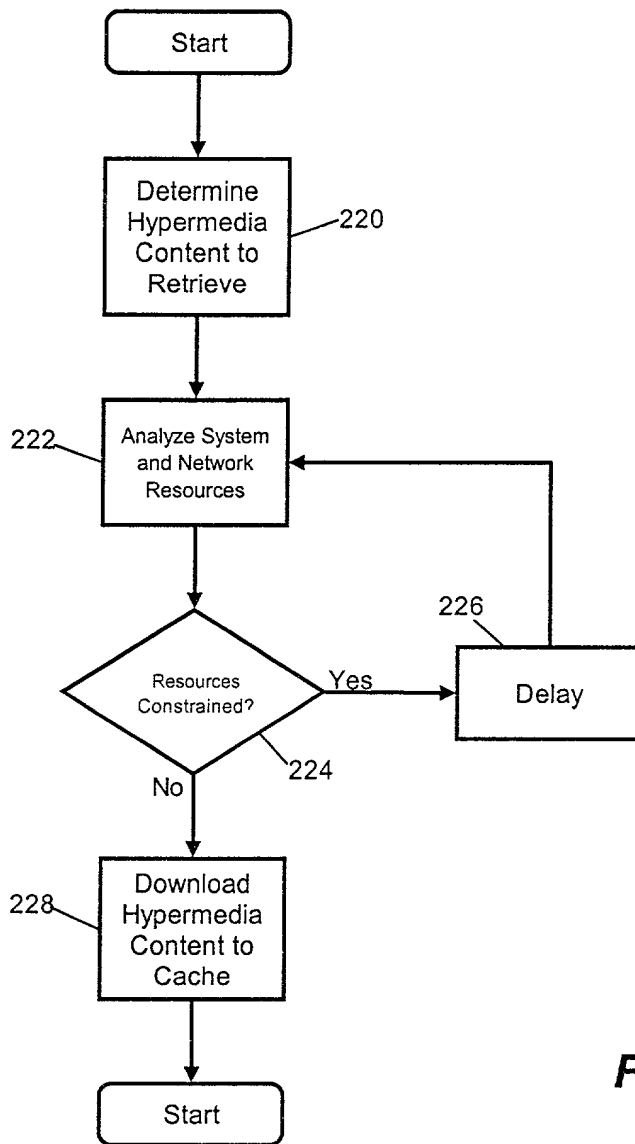 Start
Determine
Hypermedia
Content to
Retrieve
220
222
Analyze System
and Network
Resources
226
Delay
Resources
Constrained?
Yes
224
No
228
Download
Hypermedia
Content to
Cache
Start